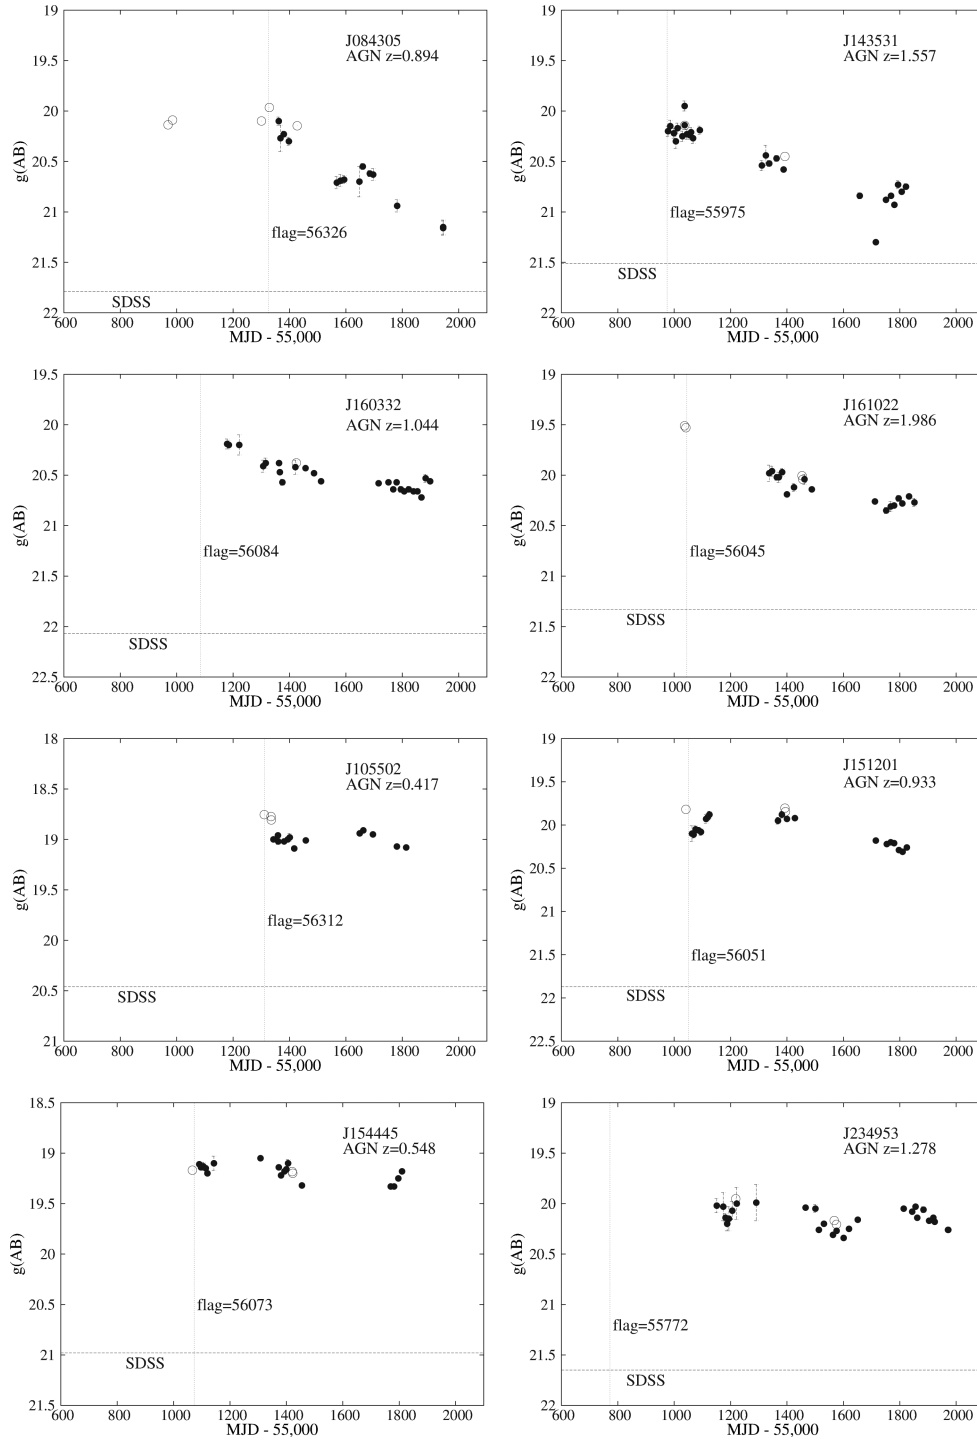 19
19.5
20
20.5
21
21.5
22
g(AB)
J084305
AGN z=0.894
flag=56326
SDSS
600 800 1000 1200 1400 1600 1800 2000
MJD - 55,000
19
19.5
20
20.5
21
21.5
22
g(AB)
J143531
AGN z=1.557
flag=55975
SDSS
600 800 1000 1200 1400 1600 1800 2000
MJD - 55,000
19.5
20
20.5
21
21.5
22
22.5
g(AB)
J160332
AGN z=1.044
flag=56084
SDSS
600 800 1000 1200 1400 1600 1800 2000
MJD - 55,000
19
19.5
20
20.5
21
21.5
22
g(AB)
J161022
AGN z=1.986
flag=56045
SDSS
600 800 1000 1200 1400 1600 1800 2000
MJD - 55,000
18
18.5
19
19.5
20
20.5
21
g(AB)
J105502
AGN z=0.417
flag=56312
SDSS
600 800 1000 1200 1400 1600 1800 2000
MJD - 55,000
19
19.5
20
20.5
21
21.5
22
22.5
g(AB)
J151201
AGN z=0.933
flag=56051
SDSS
600 800 1000 1200 1400 1600 1800 2000
MJD - 55,000
18.5
19
19.5
20
20.5
21
21.5
g(AB)
J154445
AGN z=0.548
flag=56073
SDSS
600 800 1000 1200 1400 1600 1800 2000
MJD - 55,000
19
19.5
20
20.5
21
21.5
22
g(AB)
J234953
AGN z=1.278
flag=55772
SDSS
600 800 1000 1200 1400 1600 1800 2000
MJD - 55,000